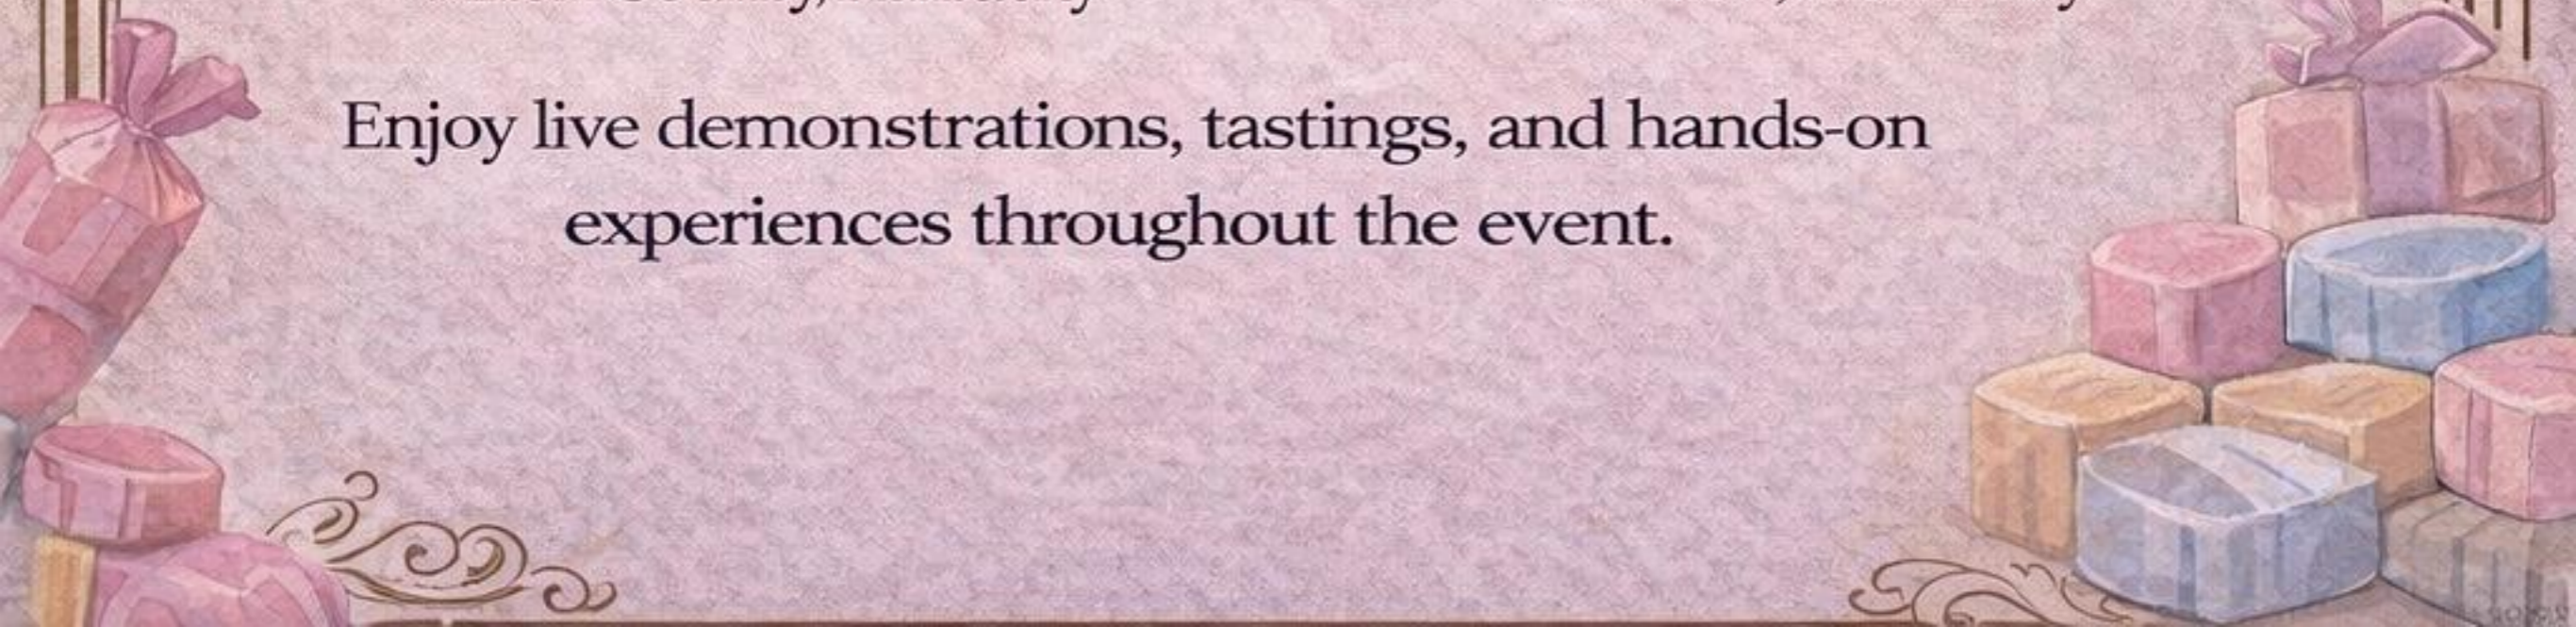 Enjoy live demonstrations, tastings, and hands-on
experiences throughout the event.